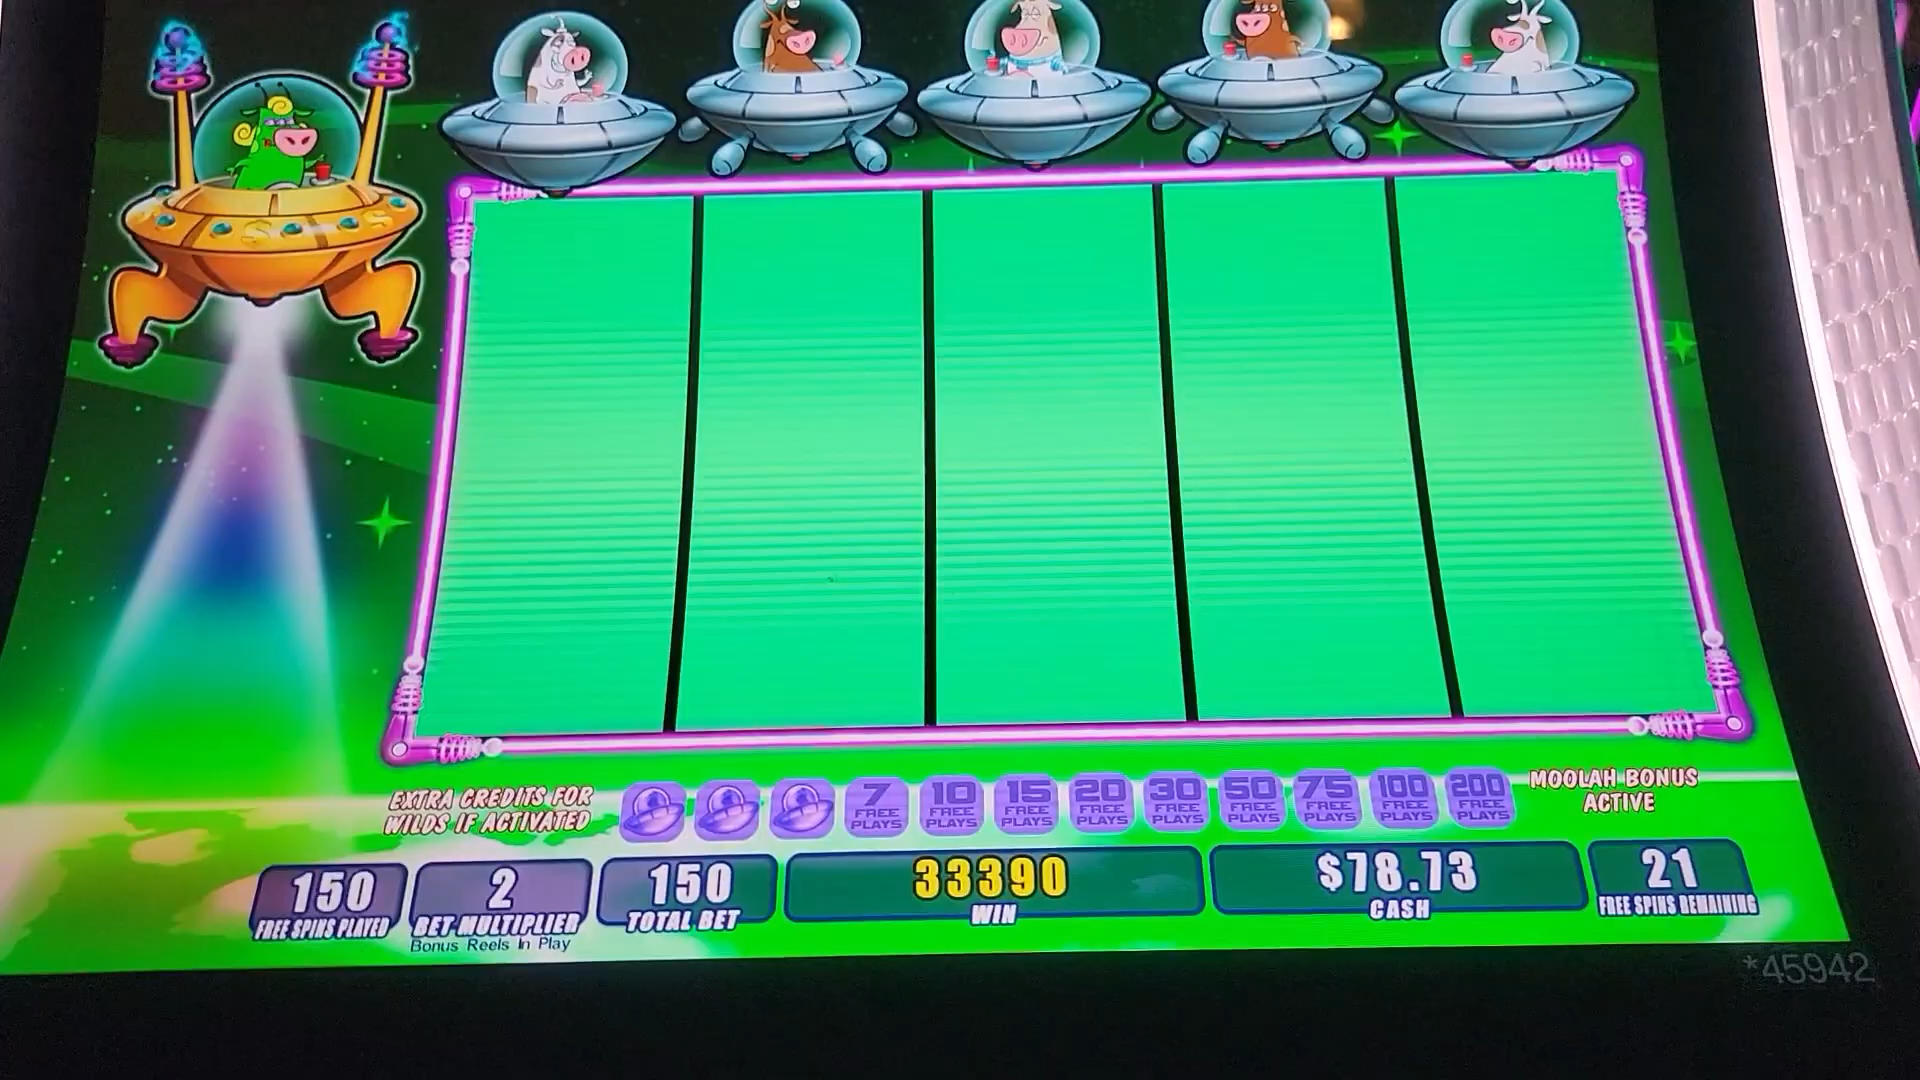 EXTRA CREDITS FOR
WILDS IF ACTIVATED
7 FREE PLAYS
10 FREE PLAYS
15 FREE PLAYS
20 FREE PLAYS
30 FREE PLAYS
50 FREE PLAYS
75 FREE PLAYS
100 FREE PLAYS
200 FREE PLAYS
MOOLAH BONUS
ACTIVE
150
FREE SPINS PLAYED
2
BET MULTIPLIER
Bonus Reels In Play
150
TOTAL BET
33390
WIN
$78.73
CASH
21
FREE SPINS REMAINING
*45942